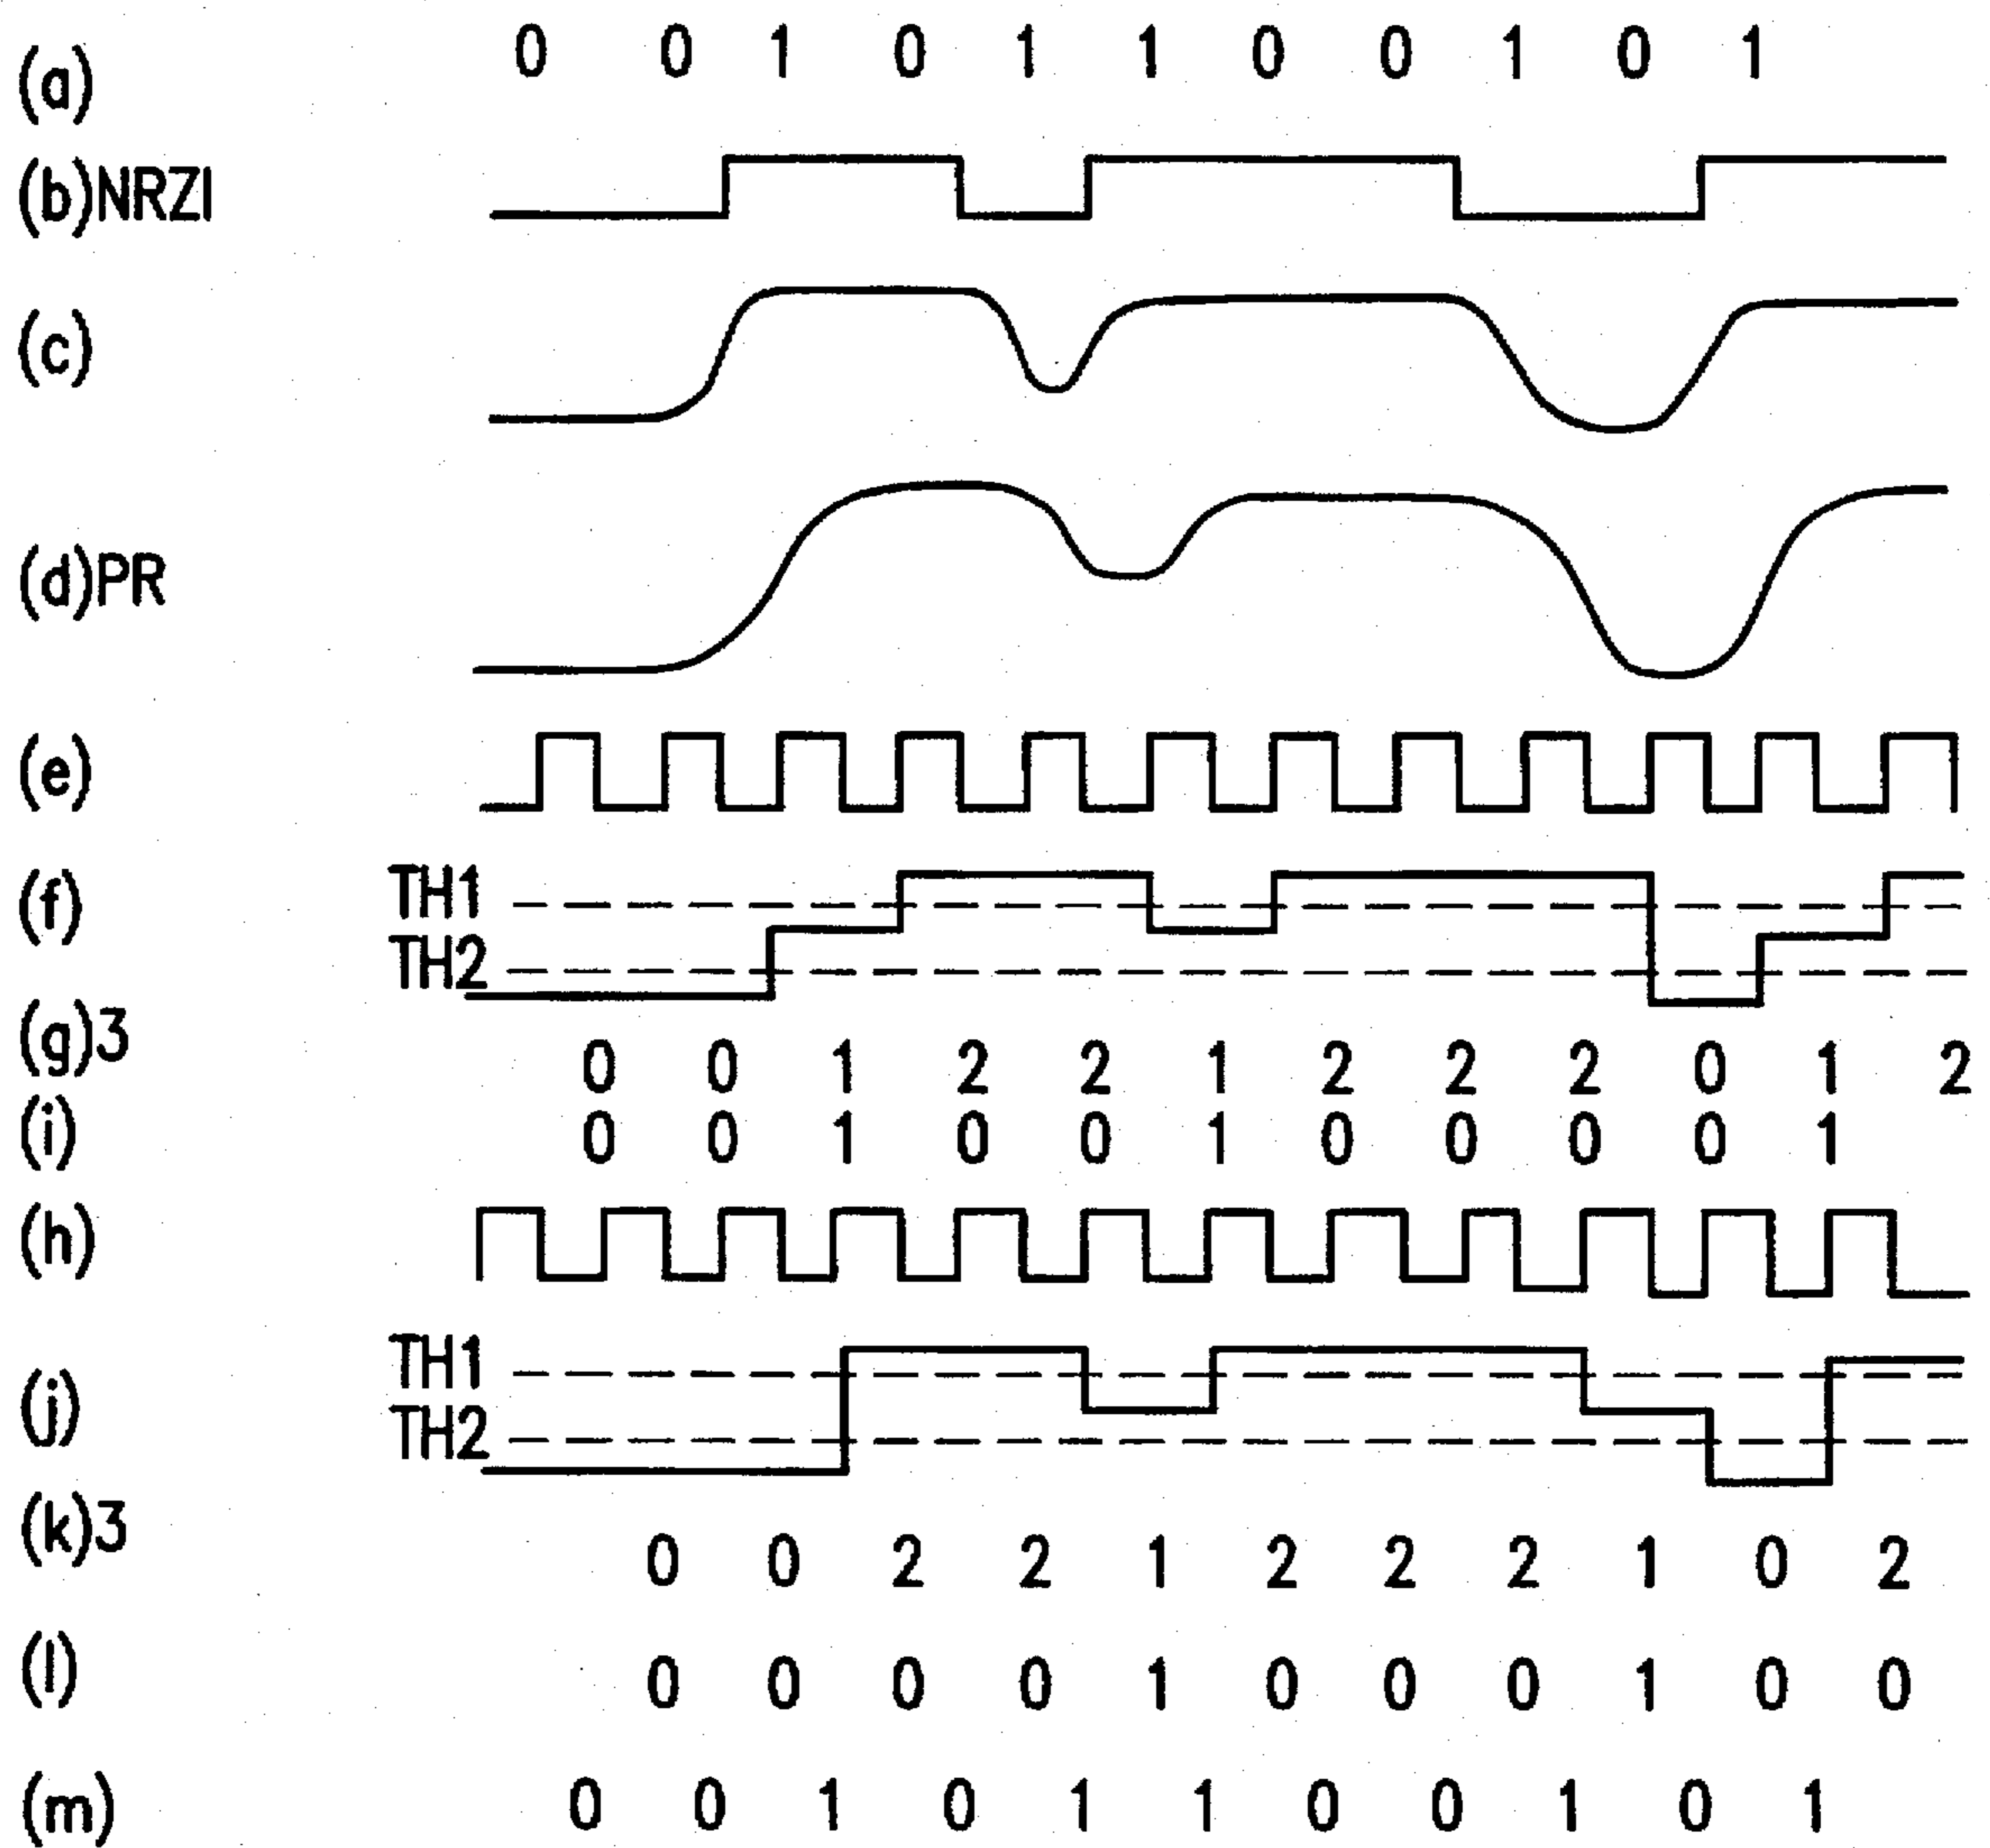 (a) 0 0 1 0 1 1 0 0 1 0 1
(b)NRZI
(c)
(d)PR
(e)
(f) TH1
TH2
(g)3 0 0 1 2 2 1 2 2 2 0 1 2
(i) 0 0 1 0 0 1 0 0 0 0 1
(h)
(j) TH1
TH2
(k)3 0 0 2 2 1 2 2 2 1 0 2
(l) 0 0 0 0 1 0 0 0 1 0 0
(m) 0 0 1 0 1 1 0 0 1 0 1